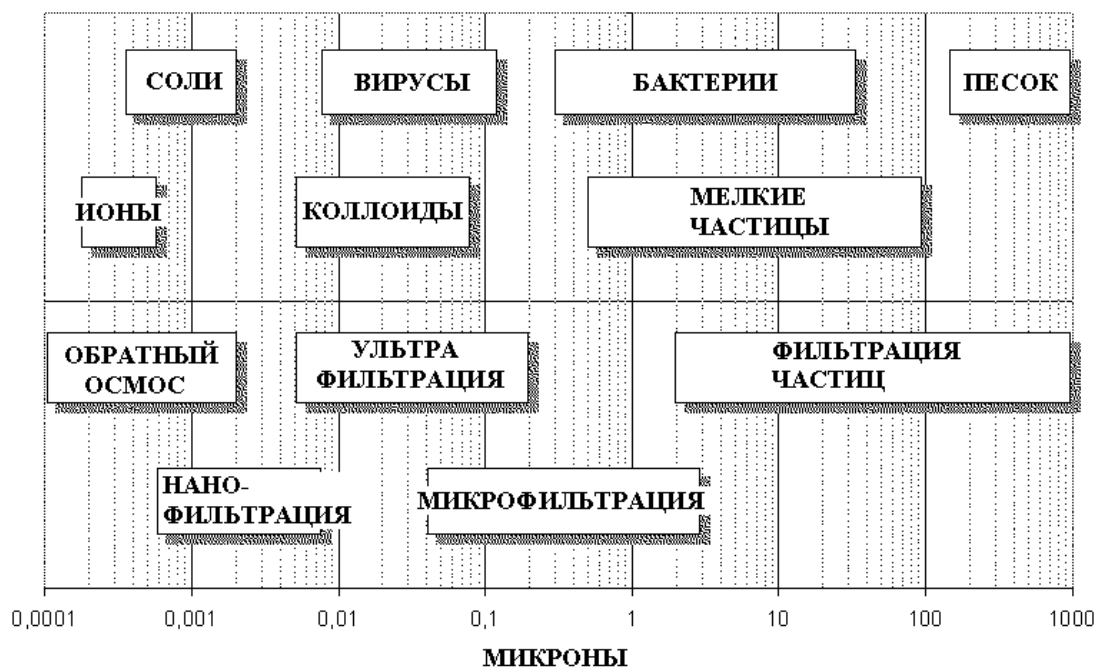 СОЛИ
ВИРУСЫ
БАКТЕРИИ
ПЕСОК
ИОНЫ
КОЛЛОИДЫ
МЕЛКИЕ
ЧАСТИЦЫ
ОБРАТНЫЙ
ОСМОС
УЛЬТРА
ФИЛЬТРАЦИЯ
ФИЛЬТРАЦИЯ
ЧАСТИЦ
НАНО-
ФИЛЬТРАЦИЯ
МИКРОФИЛЬТРАЦИЯ
0,0001 0,001 0,01 0,1 1 10 100 1000
МИКРОНЫ